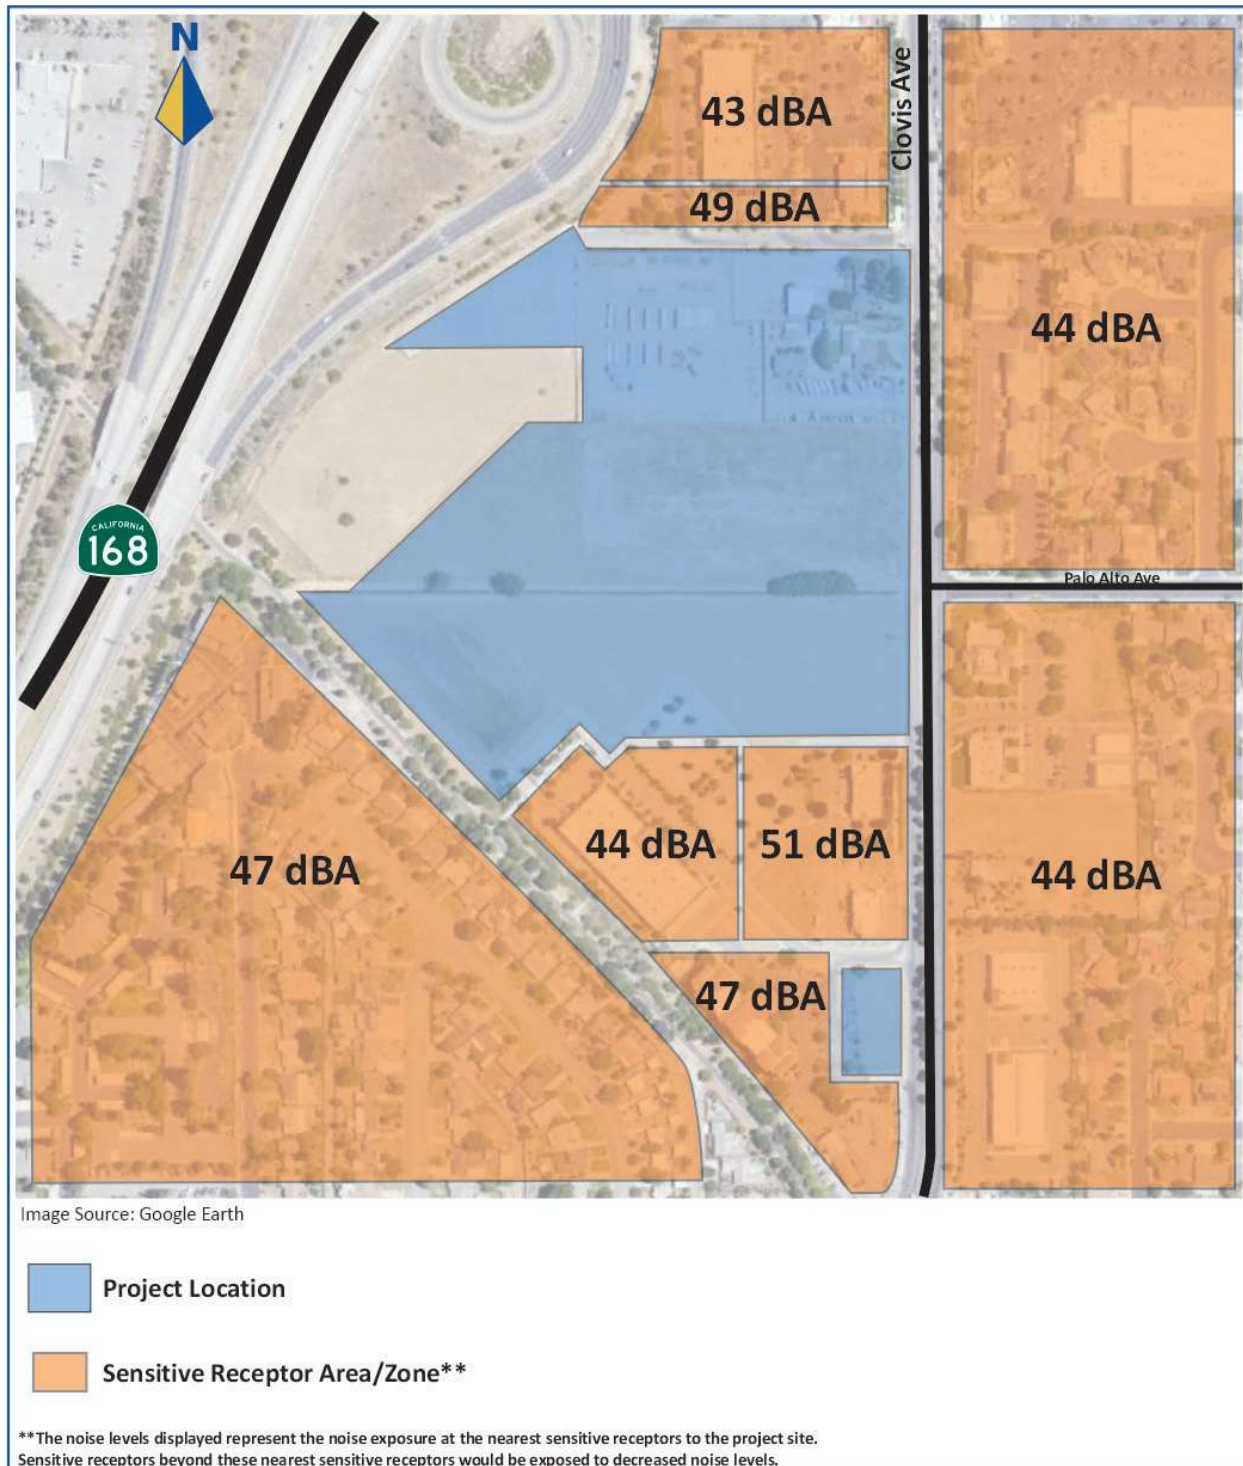 N
43 dBA
Clovis Ave
49 dBA
44 dBA
CALIFORNIA
168
Palo Alto Ave
47 dBA
44 dBA
51 dBA
44 dBA
47 dBA
Image Source: Google Earth
Project Location
Sensitive Receptor Area/Zone**
**The noise levels displayed represent the noise exposure at the nearest sensitive receptors to the project site.
Sensitive receptors beyond these nearest sensitive receptors would be exposed to decreased noise levels.